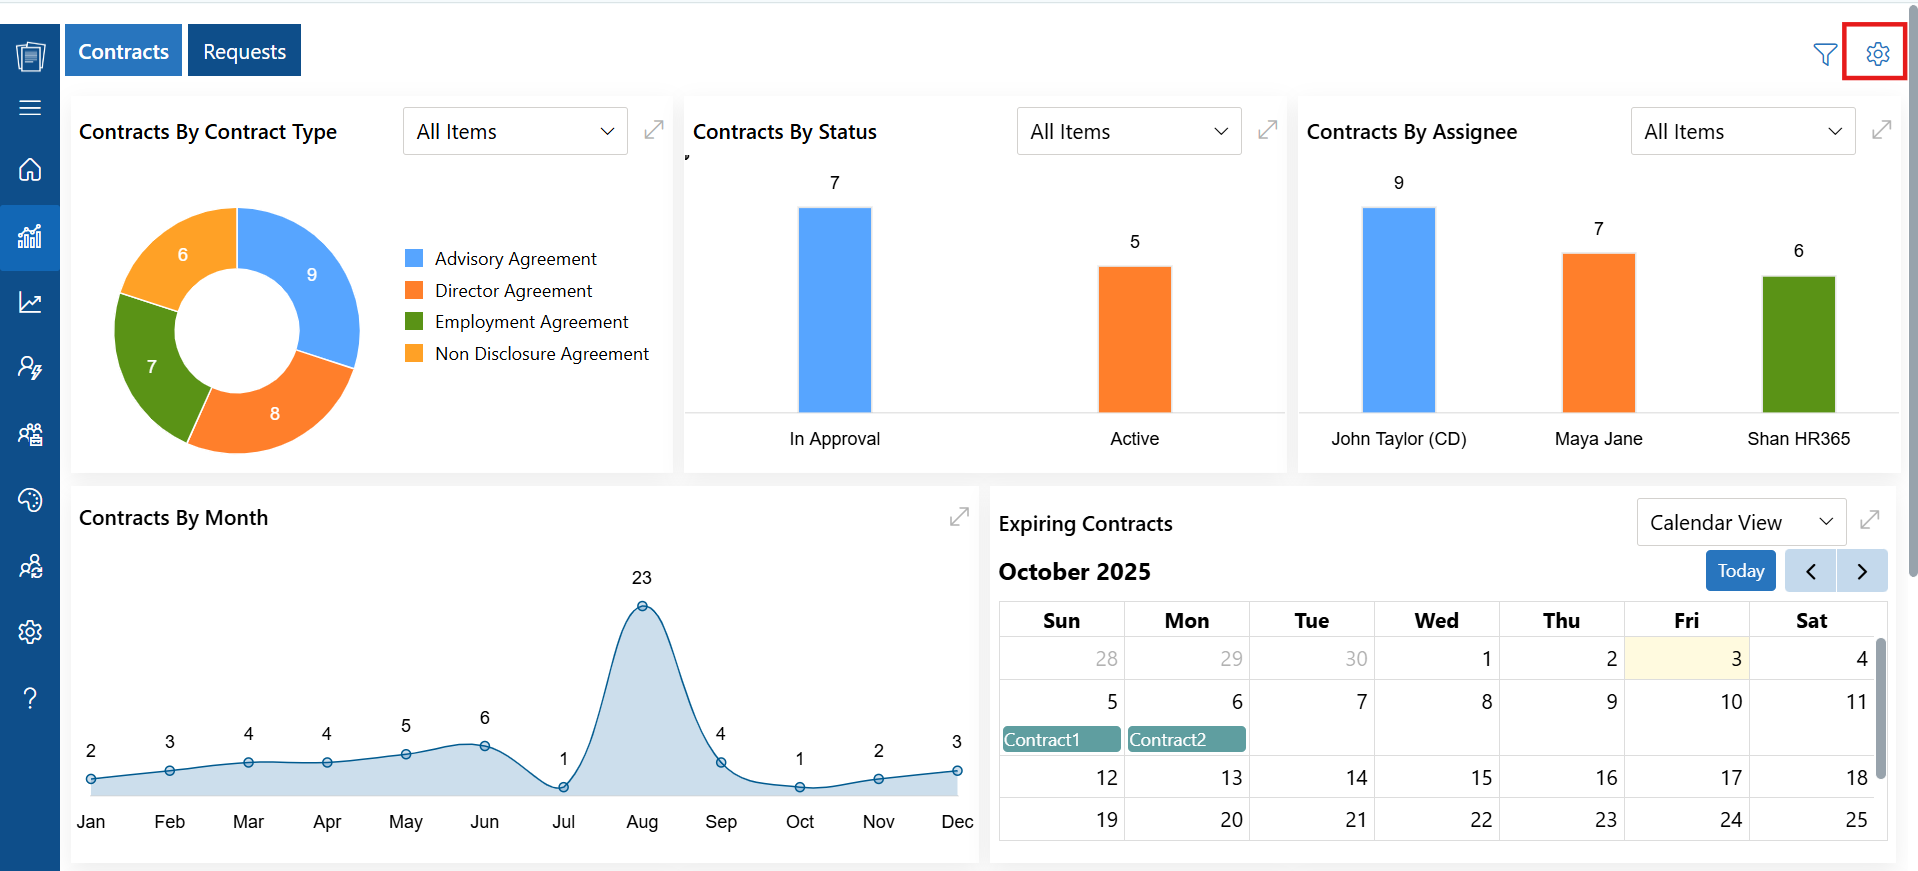 Contracts
Requests
Contracts By Contract Type
All Items
6
9
7
8
Advisory Agreement
Director Agreement
Employment Agreement
Non Disclosure Agreement
Contracts By Status
All Items
7
5
In Approval
Active
Contracts By Assignee
All Items
9
7
6
John Taylor (CD)
Maya Jane
Shan HR365
Contracts By Month
2 3 4 4 5 6 1 23 4 1 2 3
Jan Feb Mar Apr May Jun Jul Aug Sep Oct Nov Dec
Expiring Contracts
Calendar View
October 2025
Today
Sun Mon Tue Wed Thu Fri Sat
28 29 30 1 2 3 4
5 6 7 8 9 10 11
Contract1 Contract2
12 13 14 15 16 17 18
19 20 21 22 23 24 25
?